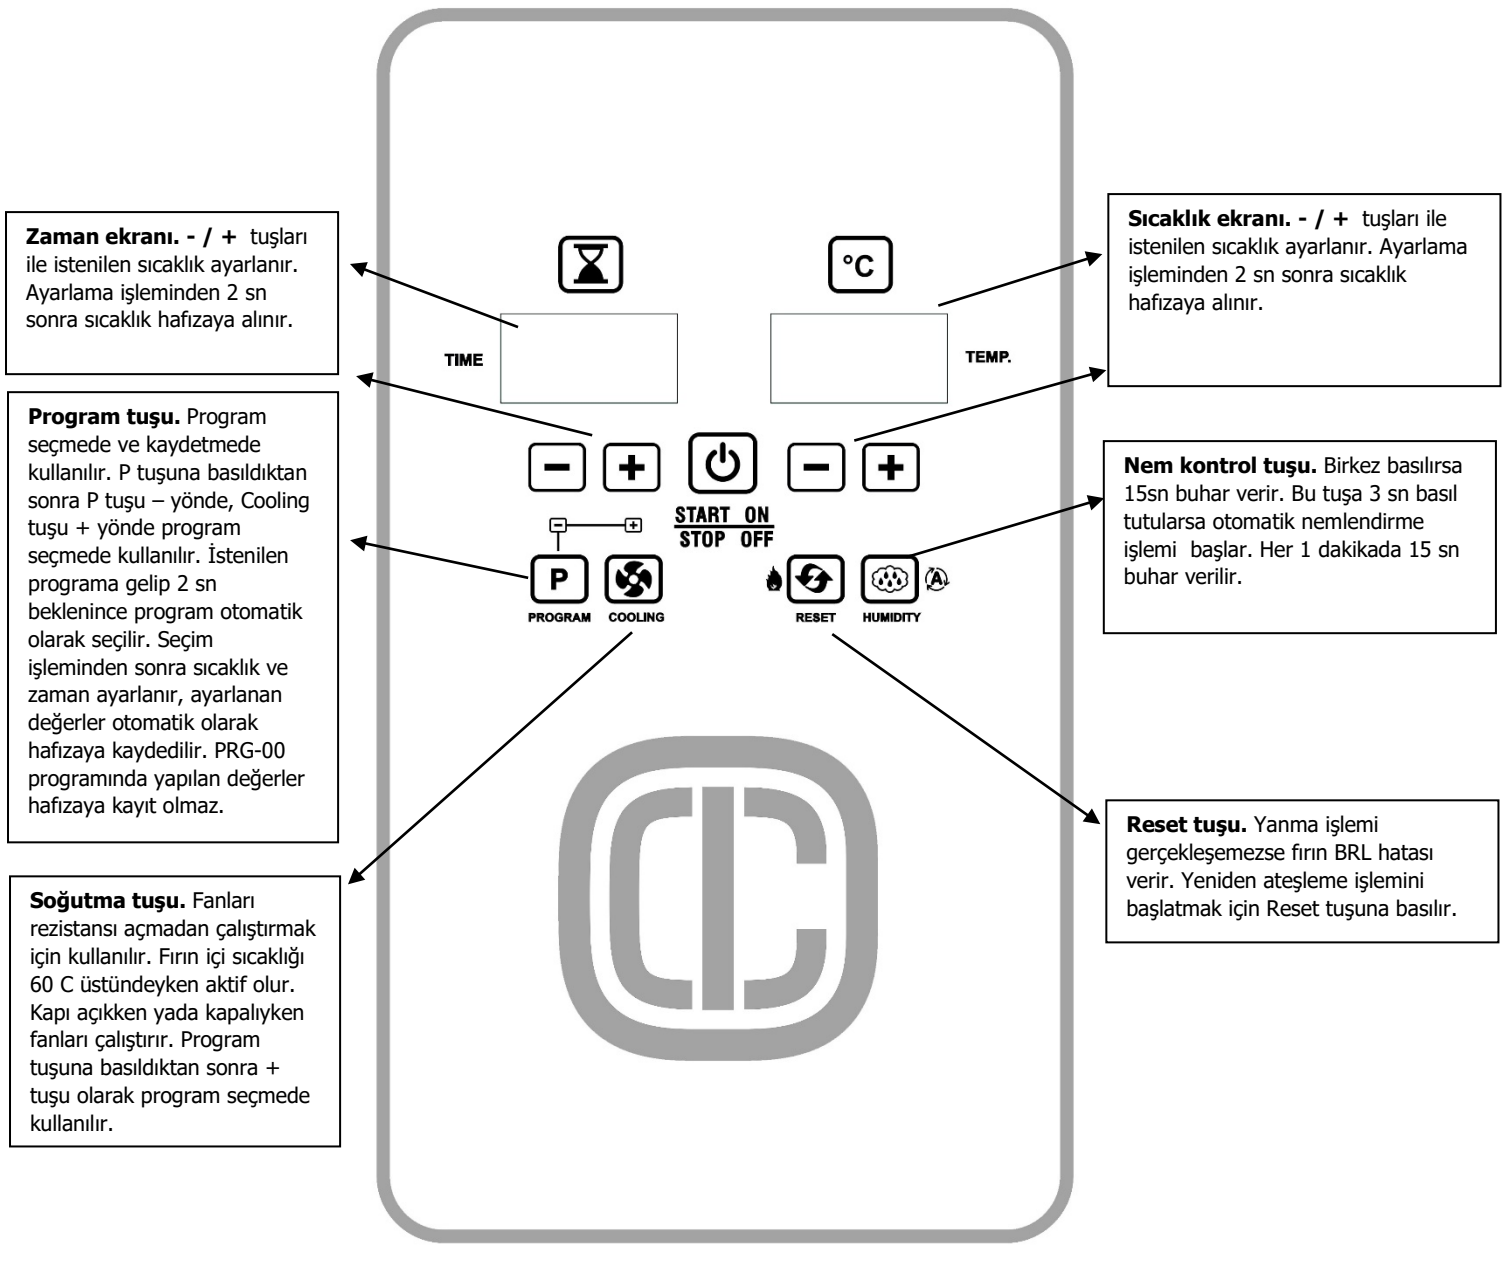 Zaman ekranı. - / + tuşları
ile istenilen sıcaklık ayarlanır.
Ayarlama işleminden 2 sn
sonra sıcaklık hafızaya alınır.
Program tuşu. Program
seçmede ve kaydetmede
kullanılır. P tuşuna basıldıktan
sonra P tuşu – yönde, Cooling
tuşu + yönde program
seçmede kullanılır. İstenilen
programa gelip 2 sn
beklenince program otomatik
olarak seçilir. Seçim
işleminden sonra sıcaklık ve
zaman ayarlanır, ayarlanan
değerler otomatik olarak
hafızaya kaydedilir. PRG-00
programında yapılan değerler
hafızaya kayıt olmaz.
Soğutma tuşu. Fanları
rezistansı açmadan çalıştırmak
için kullanılır. Fırın içi sıcaklığı
60 C üstündeyken aktif olur.
Kapı açıkken yada kapalıyken
fanları çalıştırır. Program
tuşuna basıldıktan sonra +
tuşu olarak program seçmede
kullanılır.
°C
TIME
TEMP.
- + - +
START ON
STOP OFF
- +
P
A
PROGRAM COOLING RESET HUMIDITY
Sıcaklık ekranı. - / + tuşları ile
istenilen sıcaklık ayarlanır. Ayarlama
işleminden 2 sn sonra sıcaklık
hafızaya alınır.
Nem kontrol tuşu. Birkez basılırsa
15sn buhar verir. Bu tuşa 3 sn basıl
tutularsa otomatik nemlendirme
işlemi başlar. Her 1 dakikada 15 sn
buhar verilir.
Reset tuşu. Yanma işlemi
gerçekleşemezse fırın BRL hatası
verir. Yeniden ateşleme işlemini
başlatmak için Reset tuşuna basılır.